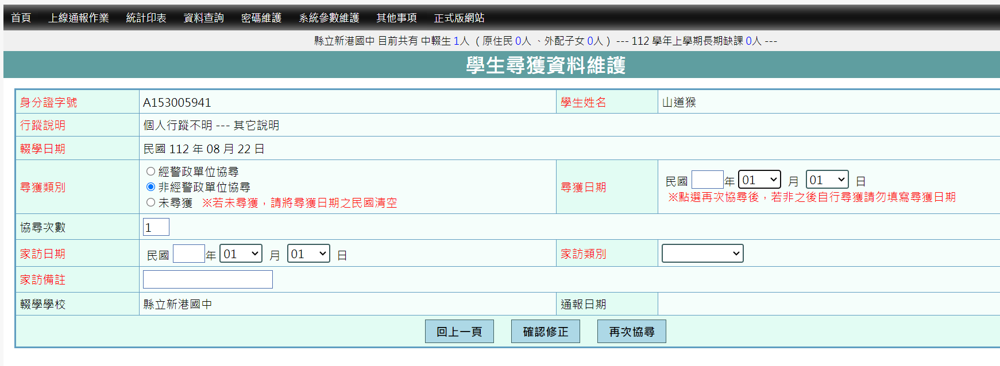 首頁 上線通報作業 統計印表 資料查詢 密碼維護 系統參數維護 其他事項 正式版網站
縣立新港國中 目前共有 中輟生 1人 （ 原住民 0人 、外配子女 0人 ） --- 112 學年上學期長期缺課 0人 ---
學生尋獲資料維護
身分證字號 A153005941 學生姓名 山道猴
行蹤說明 個人行蹤不明 --- 其它說明
輟學日期 民國 112 年 08 月 22 日
尋獲類別
經警政單位協尋
非經警政單位協尋
未尋獲 ※若未尋獲，請將尋獲日期之民國清空
尋獲日期 民國 年 01 月 01 日
※點選再次協尋後，若非之後自行尋獲請勿填寫尋獲日期
協尋次數 1
家訪日期 民國 年 01 月 01 日 家訪類別
家訪備註
輟學學校 縣立新港國中 通報日期
回上一頁 確認修正 再次協尋